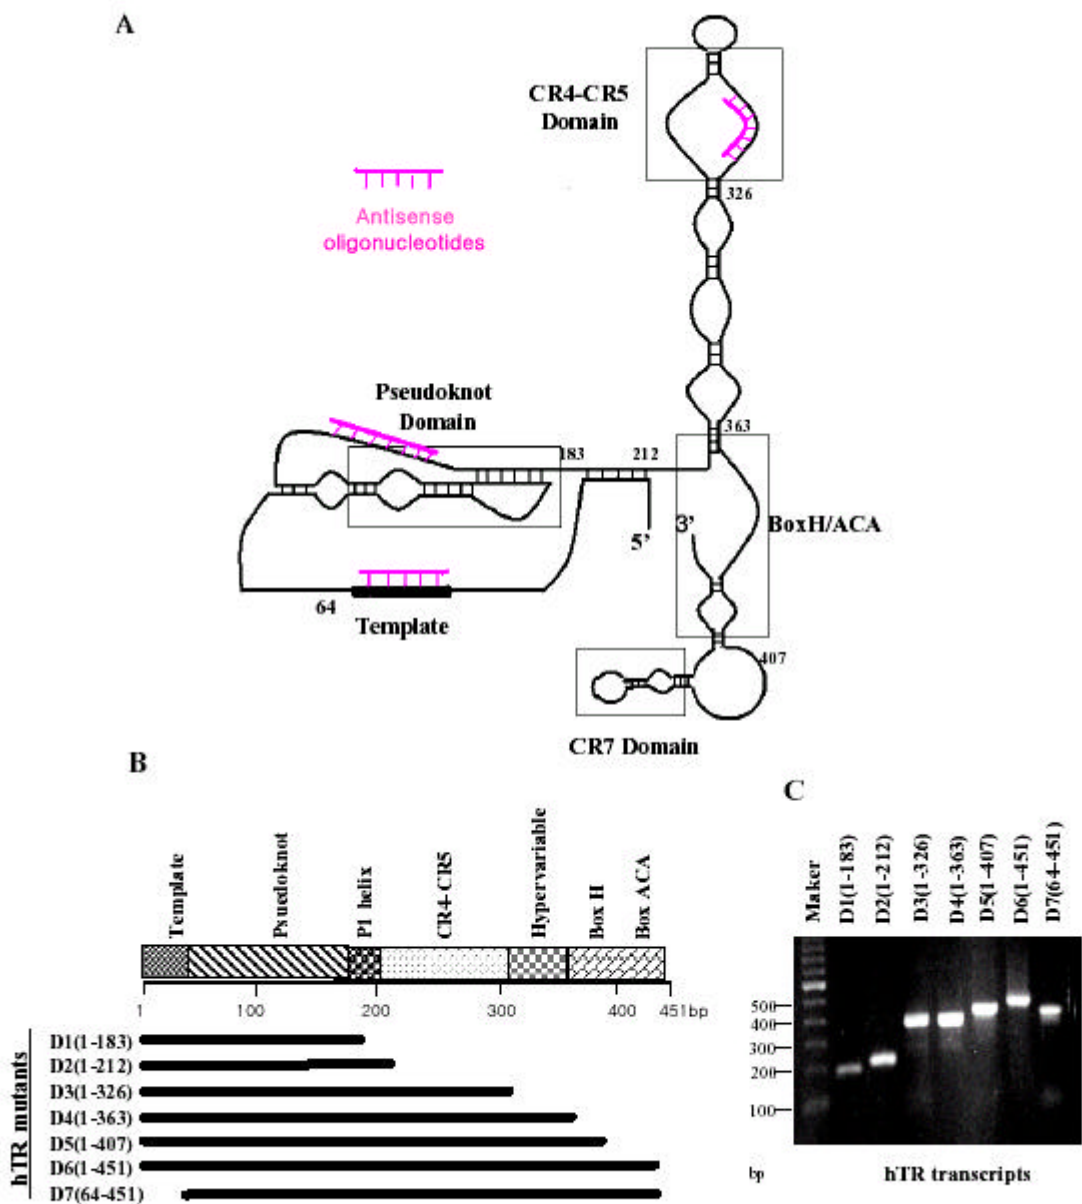 A
CR4-CR5
Domain
326
Antisense
oligonucleotides
Pseudoknot
Domain
363
183
212
5’
3’
BoxH/ACA
64
Template
407
CR7 Domain
B
Template
Psuedoknot
P1 helix
CR4-CR5
Hypervariable
Box H
Box ACA
1
100
200
300
400
451bp
hTR mutants
D1(1-183)
D2(1-212)
D3(1-326)
D4(1-363)
D5(1-407)
D6(1-451)
D7(64-451)
C
Maker
D1(1-183)
D2(1-212)
D3(1-326)
D4(1-363)
D5(1-407)
D6(1-451)
D7(64-451)
500
400
300
200
100
bp
hTR transcripts